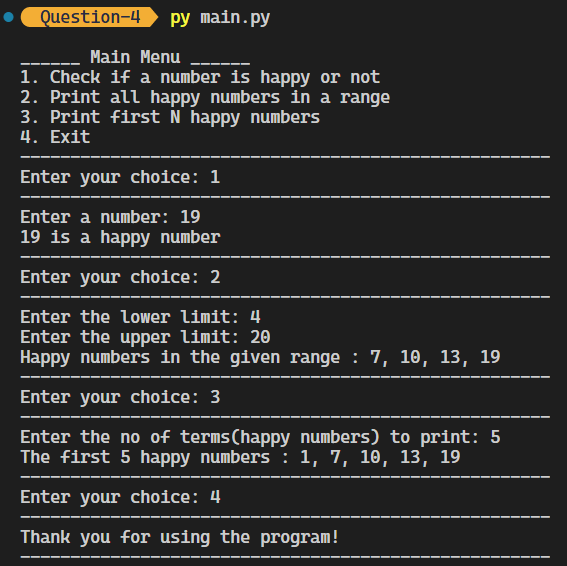 Question-4 py main.py
______ Main Menu ______
1. Check if a number is happy or not
2. Print all happy numbers in a range
3. Print first N happy numbers
4. Exit
-----------------------------------------------------
Enter your choice: 1
-----------------------------------------------------
Enter a number: 19
19 is a happy number
-----------------------------------------------------
Enter your choice: 2
-----------------------------------------------------
Enter the lower limit: 4
Enter the upper limit: 20
Happy numbers in the given range : 7, 10, 13, 19
-----------------------------------------------------
Enter your choice: 3
-----------------------------------------------------
Enter the no of terms(happy numbers) to print: 5
The first 5 happy numbers : 1, 7, 10, 13, 19
-----------------------------------------------------
Enter your choice: 4
-----------------------------------------------------
Thank you for using the program!
-----------------------------------------------------